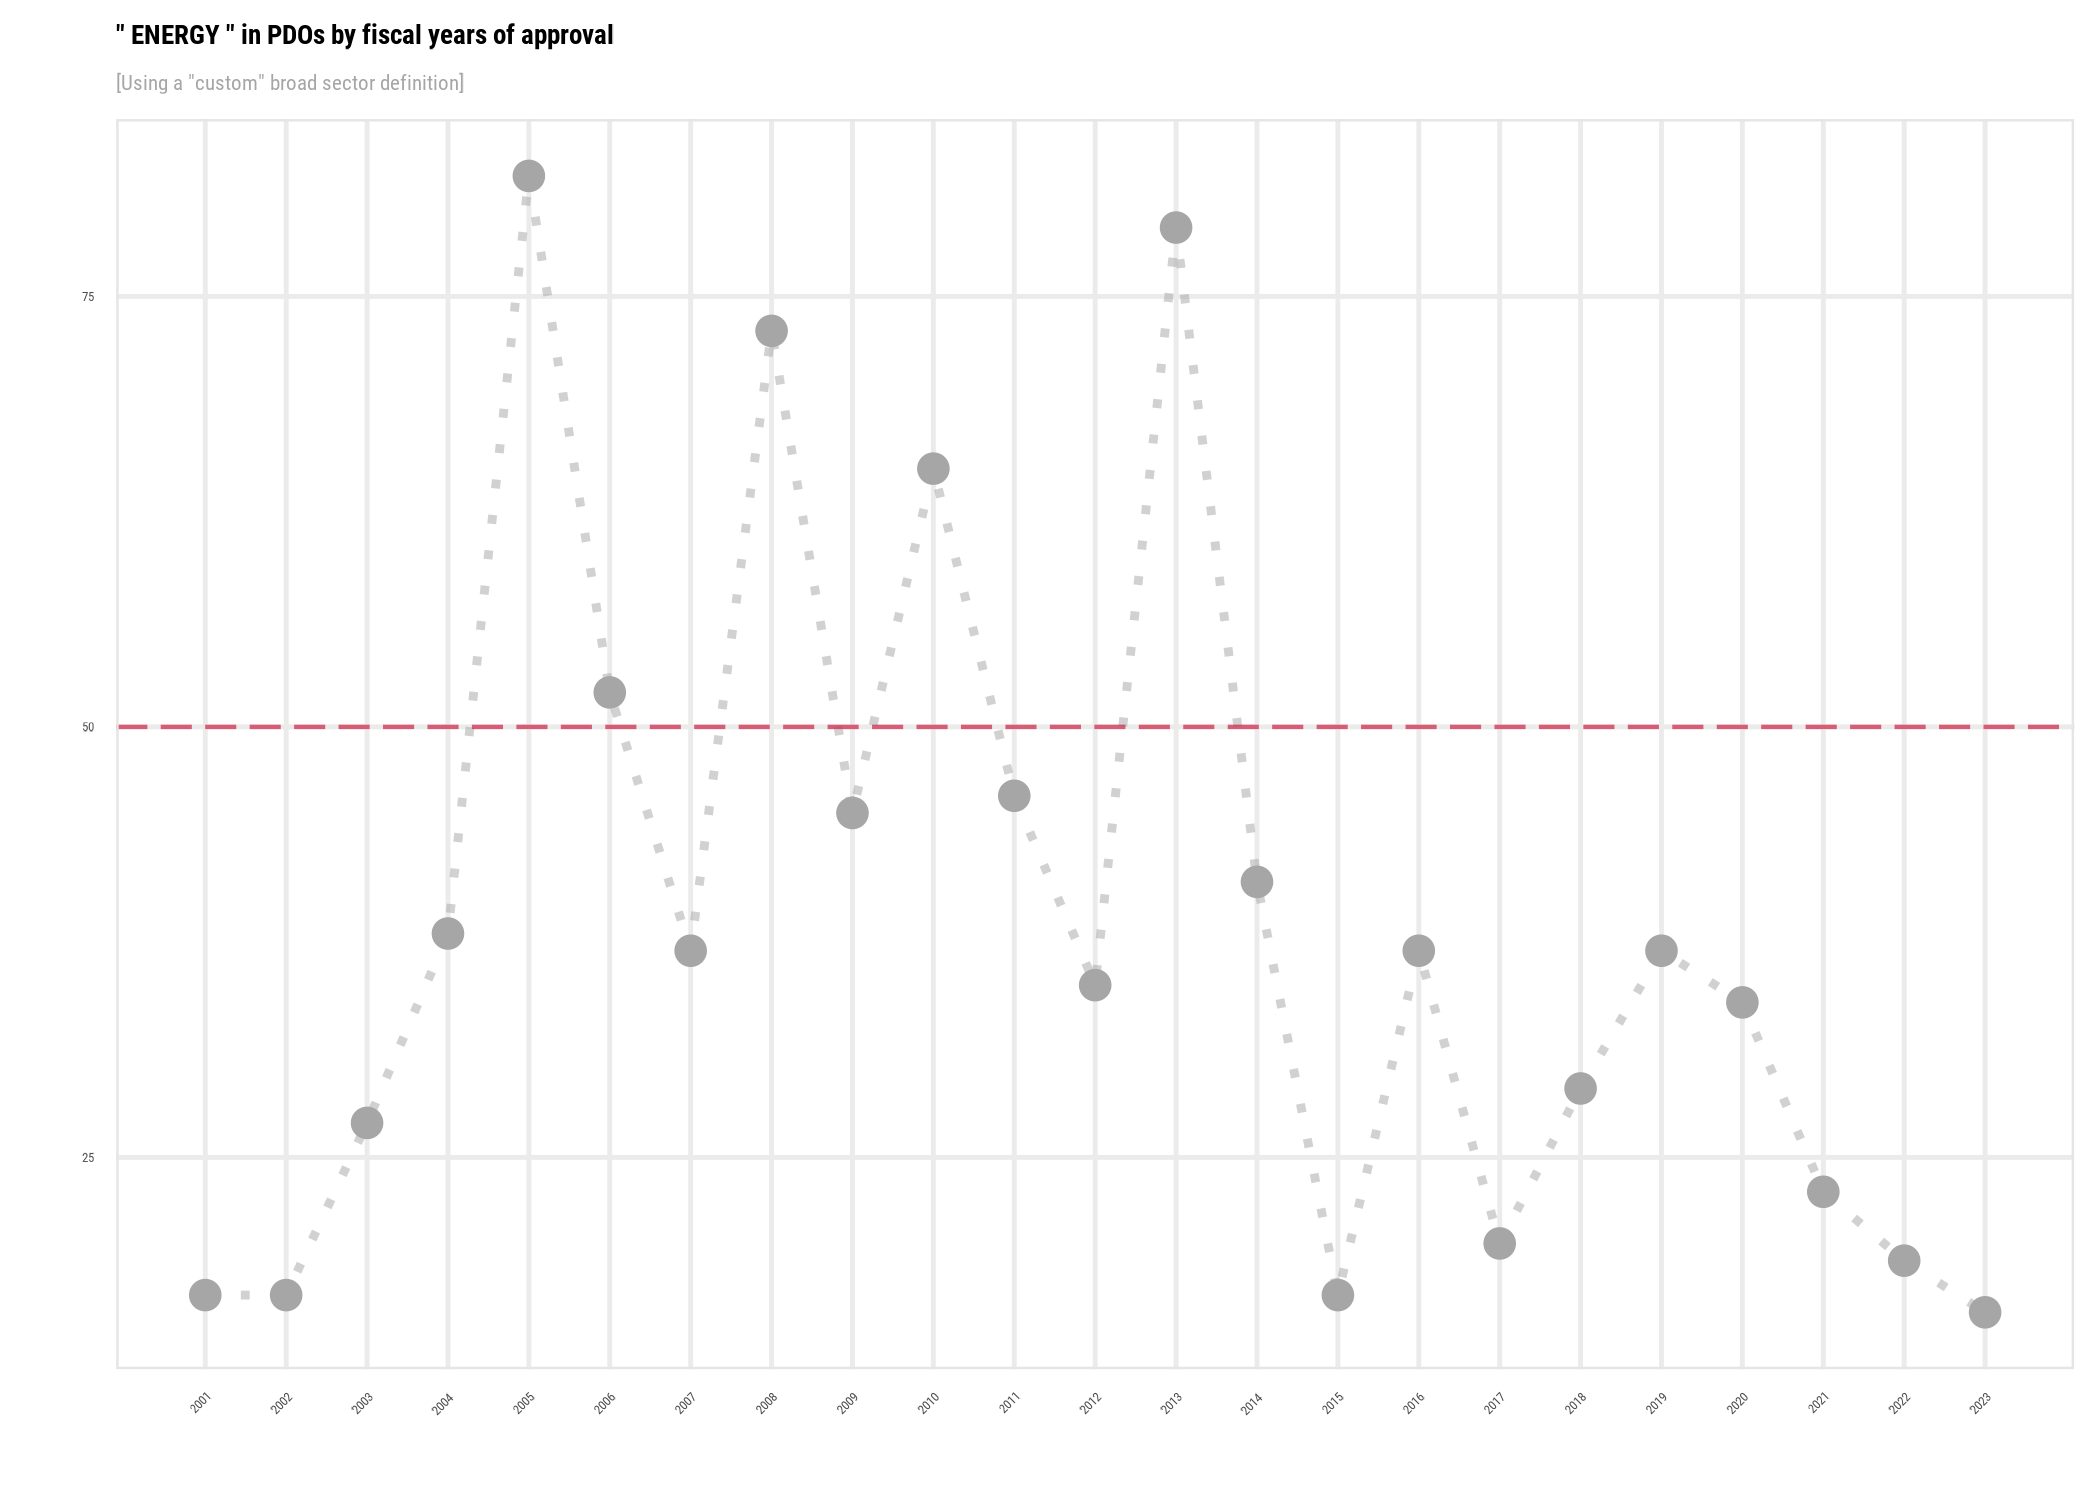 " ENERGY " in PDOs by fiscal years of approval
[Using a "custom" broad sector definition]
75
50
25
2001 2002 2003 2004 2005 2006 2007 2008 2009 2010 2011 2012 2013 2014 2015 2016 2017 2018 2019 2020 2021 2022 2023